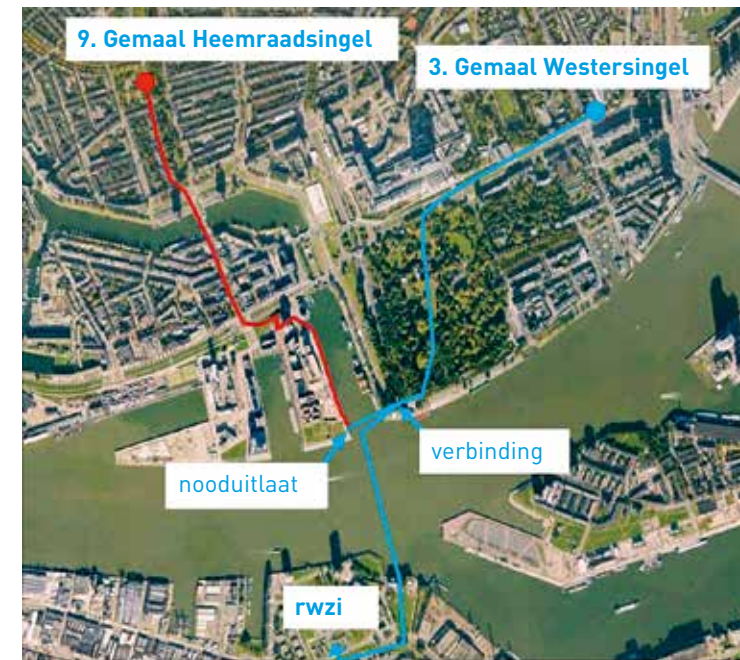 9. Gemaal Heemraadsingel
3. Gemaal Westersingel
verbinding
nooduitlaat
rwzi